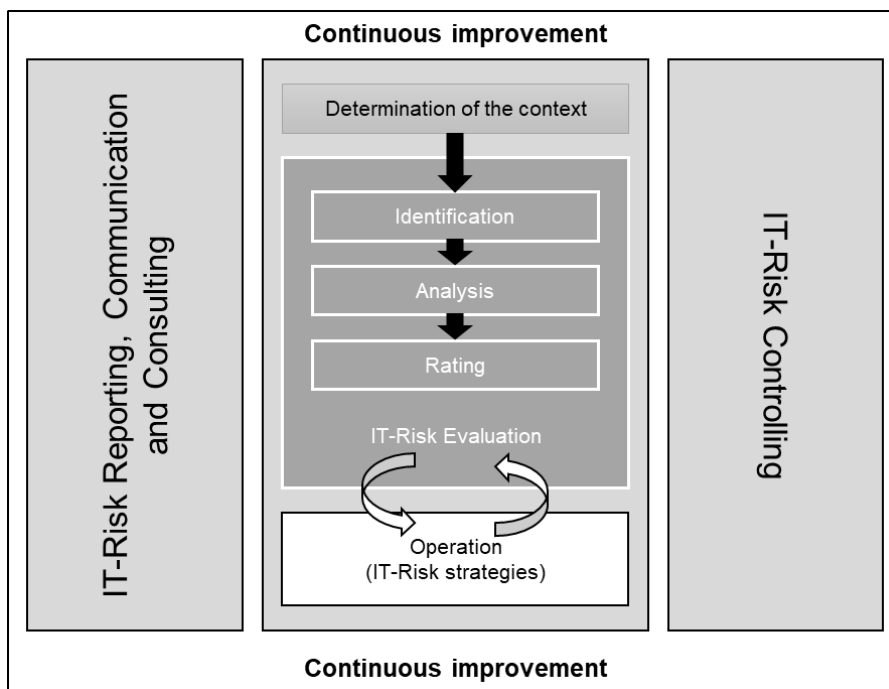 Continuous improvement
IT-Risk Reporting, Communication
and Consulting
Determination of the context
Identification
Analysis
Rating
IT-Risk Evaluation
Operation
(IT-Risk strategies)
IT-Risk Controlling
Continuous improvement